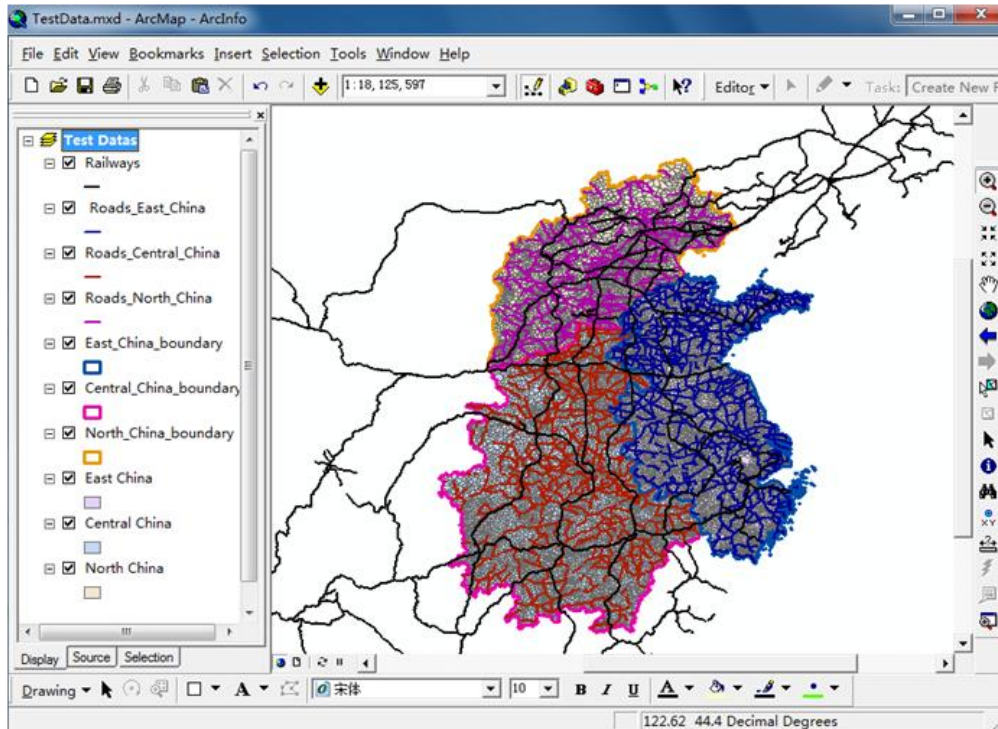 TestData.mxd - ArcMap - ArcInfo
File Edit View Bookmarks Insert Selection Tools Window Help
1:18,125,597 Editor Task: Create New F
Test Datas
Railways
Roads_East_China
Roads_Central_China
Roads_North_China
East_China_boundary
Central_China_boundary
North_China_boundary
East China
Central China
North China
Display Source Selection
Drawing A 宋体 10 B I U A
122.62 44.4 Decimal Degrees